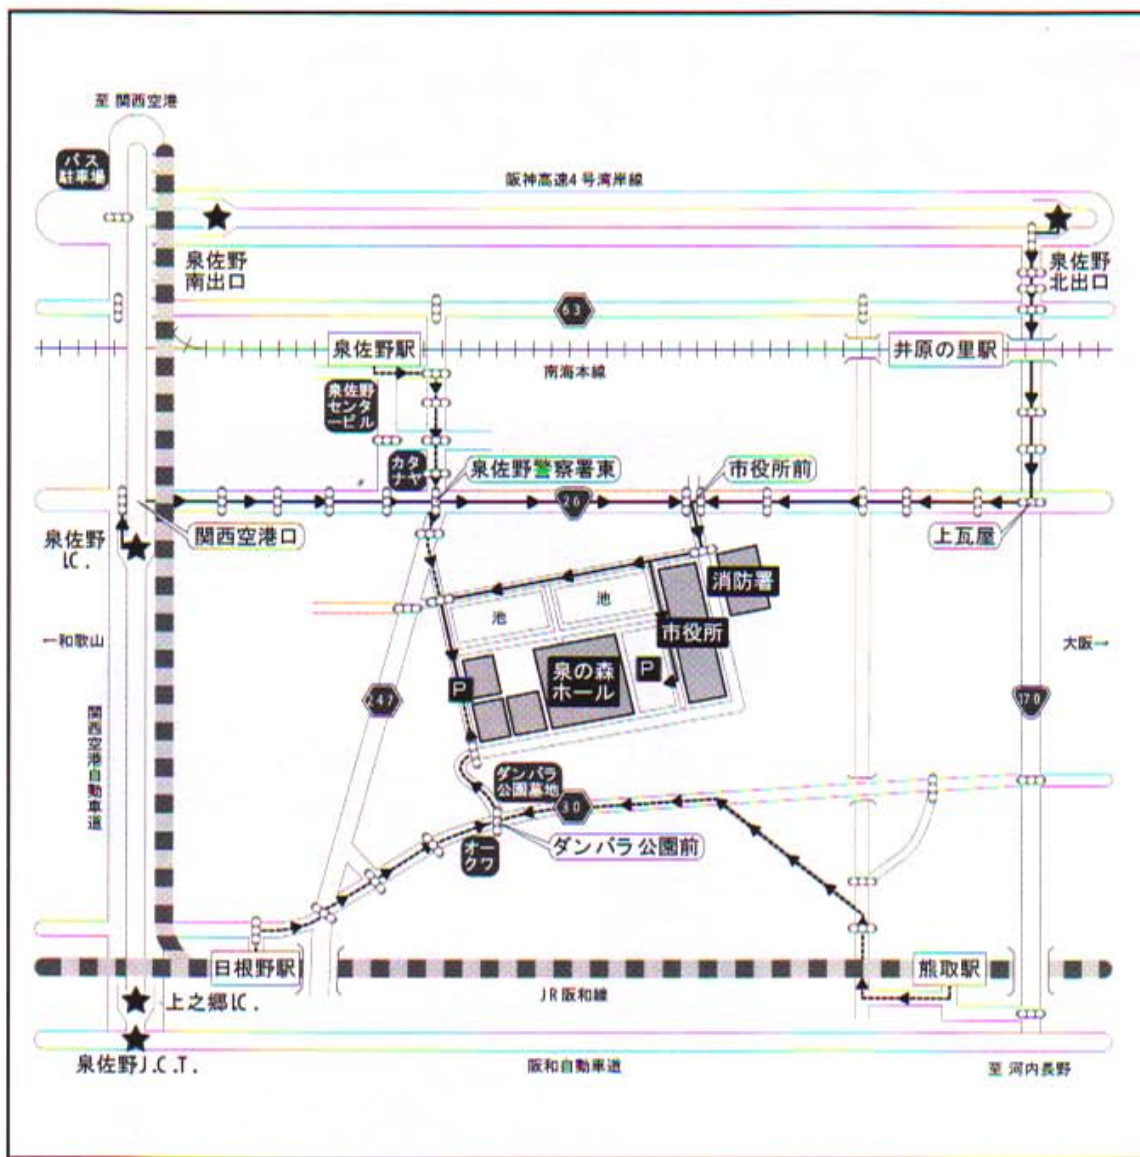 至 関西空港
バス
駐車場
阪神高速4号湾岸線
泉佐野
南出口
泉佐野
北出口
63
泉佐野駅
井原の里駅
南海本線
泉佐野
センタ
ービル
カタ
ナヤ
泉佐野警察署東
市役所前
26
関西空港口
上瓦屋
泉佐野
I.C.
消防署
池
池
市役所
←和歌山
大阪→
泉の森
ホール
P
P
247
170
関西空港自動車道
ダンバラ
公園墓地
30
オー
クワ
ダンバラ公園前
日根野駅
熊取駅
上之郷I.C.
JR阪和線
泉佐野J.C.T.
阪和自動車道
至 河内長野